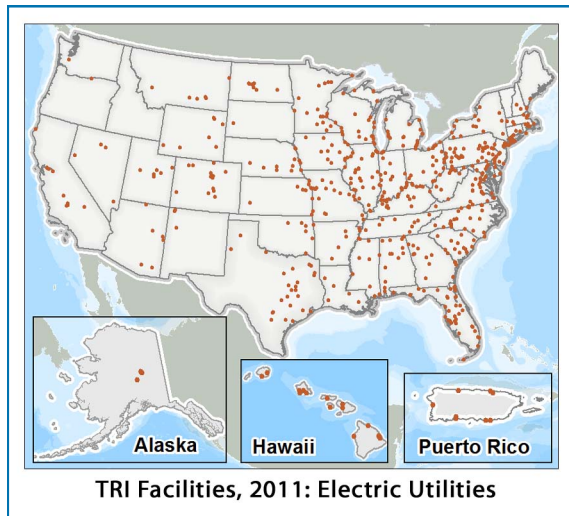 Alaska
Hawaii
Puerto Rico
TRI Facilities, 2011: Electric Utilities